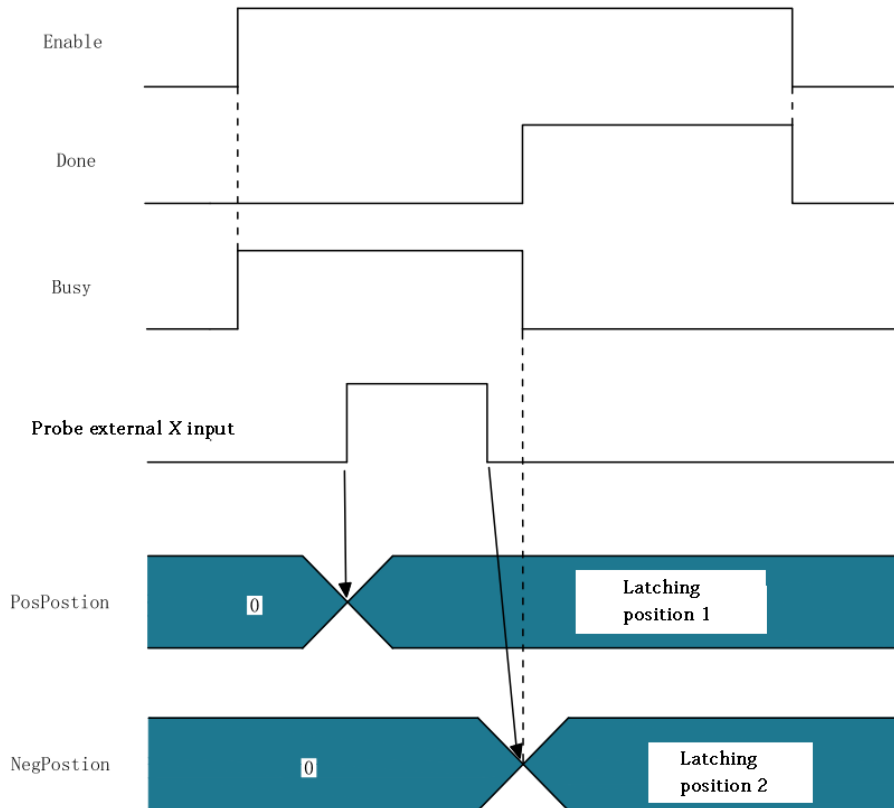 Enable
Done
Busy
Probe external X input
PosPostion
0
Latching
position 1
NegPostion
0
Latching
position 2